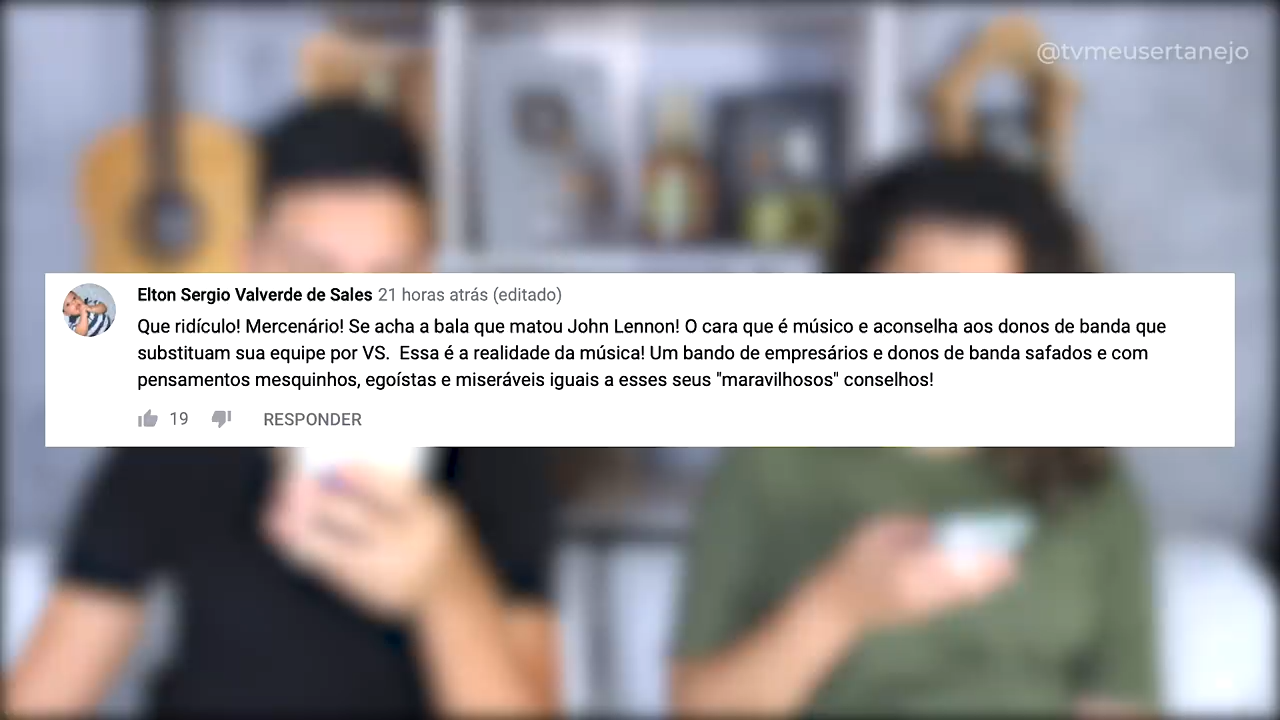 @tvmeusertanejo
Elton Sergio Valverde de Sales 21 horas atrás (editado)
Que ridículo! Mercenário! Se acha a bala que matou John Lennon! O cara que é músico e aconselha aos donos de banda que
substituam sua equipe por VS.  Essa é a realidade da música! Um bando de empresários e donos de banda safados e com
pensamentos mesquinhos, egoístas e miseráveis iguais a esses seus "maravilhosos" conselhos!
19 RESPONDER